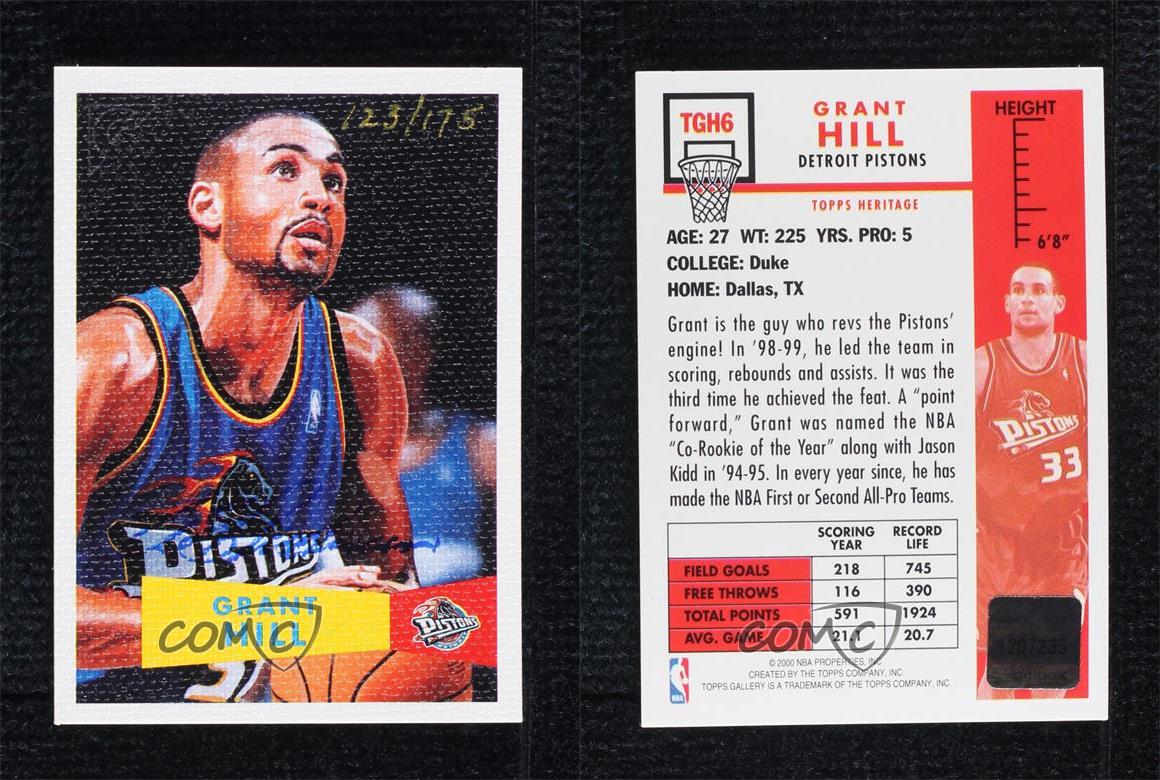 123/175
PISTONS
GRANT
HILL
PISTONS
COMC
TGH6
GRANT
HILL
DETROIT PISTONS
TOPPS HERITAGE
AGE: 27 WT: 225 YRS. PRO: 5
COLLEGE: Duke
HOME: Dallas, TX
Grant is the guy who revs the Pistons'
engine! In '98-99, he led the team in
scoring, rebounds and assists. It was the
third time he achieved the feat. A "point
forward," Grant was named the NBA
"Co-Rookie of the Year" along with Jason
Kidd in '94-95. In every year since, he has
made the NBA First or Second All-Pro Teams.
SCORING YEAR RECORD LIFE
FIELD GOALS 218 745
FREE THROWS 116 390
TOTAL POINTS 591 1924
AVG. GAME 21.1 20.7
COMC
NBA
© 2000 NBA PROPERTIES, INC.
CREATED BY THE TOPPS COMPANY, INC.
TOPPS GALLERY IS A TRADEMARK OF THE TOPPS COMPANY, INC.
HEIGHT
6'8"
PISTONS
33
1207235